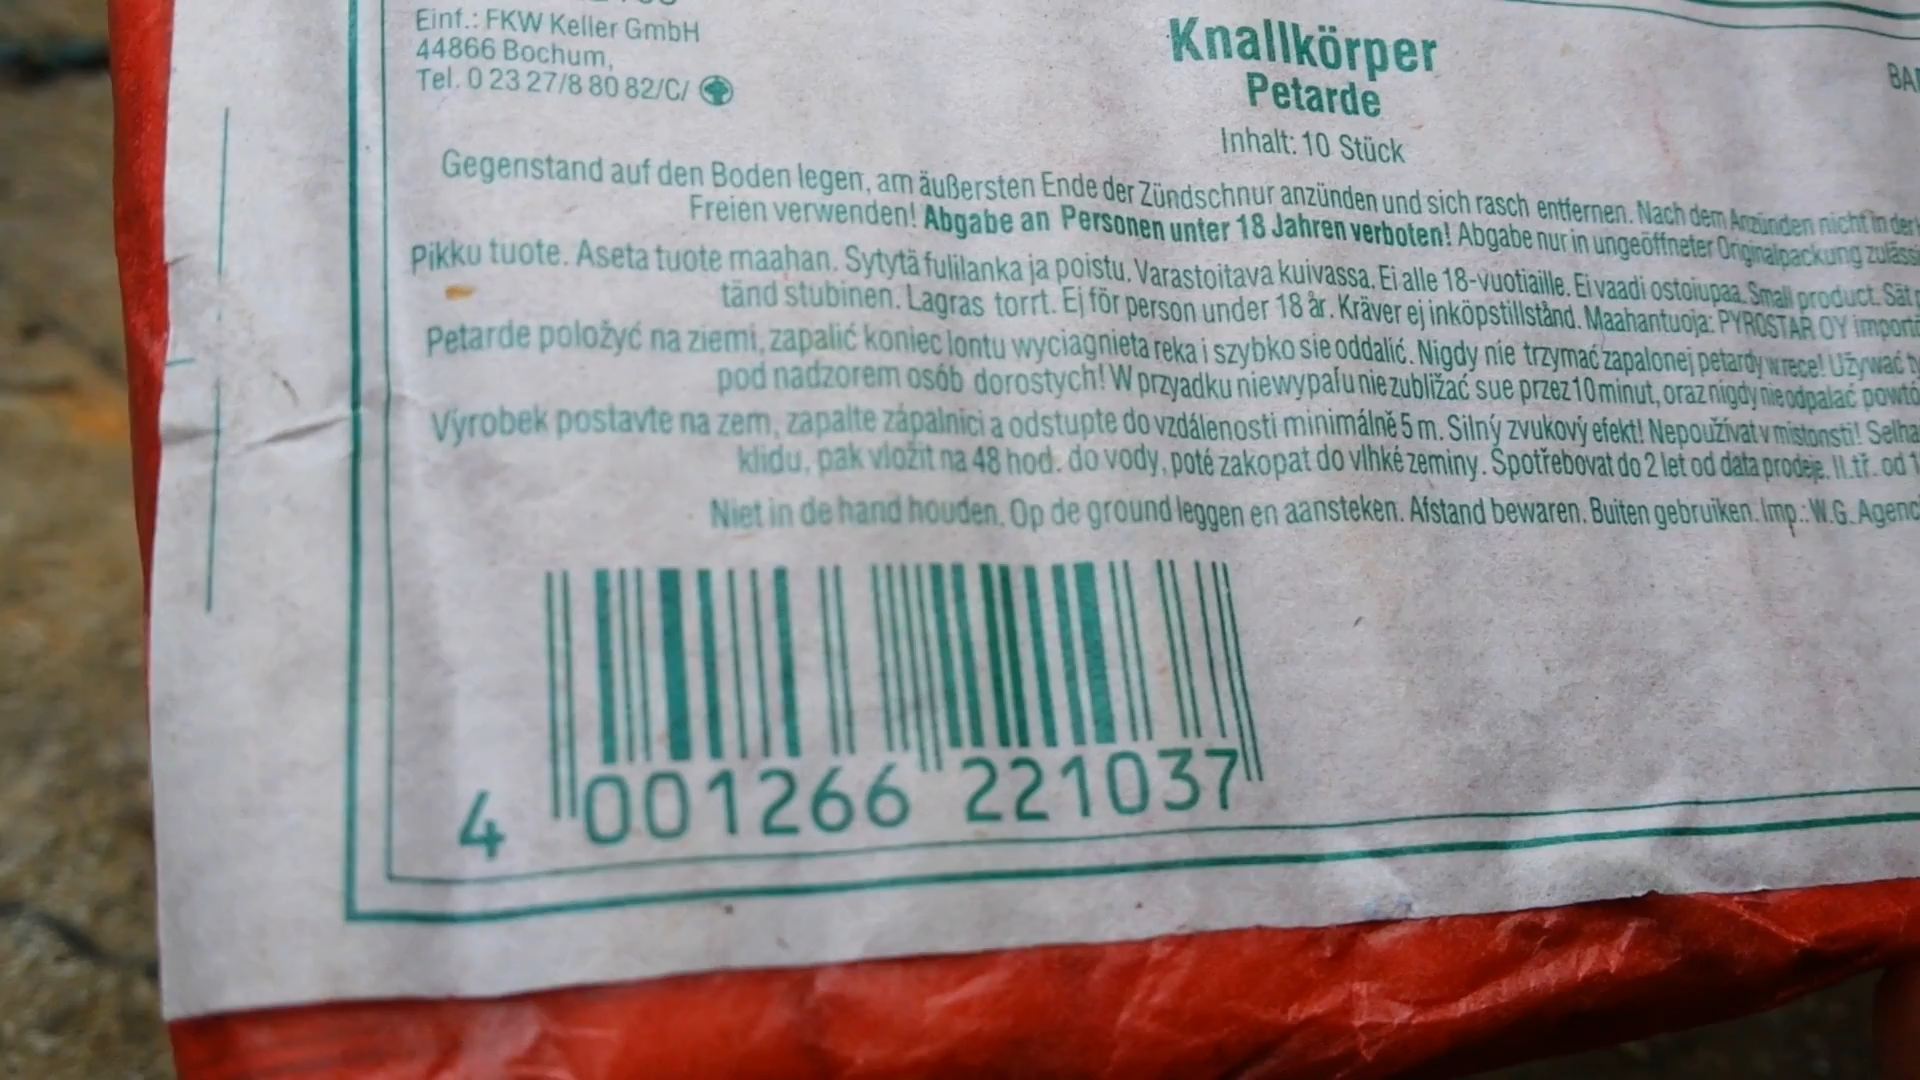 Einf.: FKW Keller GmbH
44866 Bochum,
Tel. 0 23 27/8 80 82/C/
Knallkörper
Petarde
Inhalt: 10 Stück
Gegenstand auf den Boden legen, am äußersten Ende der Zündschnur anzünden und sich rasch entfernen. Nach dem Anzünden nicht in der
Freien verwenden! Abgabe an Personen unter 18 Jahren verboten! Abgabe nur in ungeöffneter Originalpackung
Pikku tuote. Aseta tuote maahan. Sytytä fulilanka ja poistu. Varastoitava kuivassa. Ei alle 18-vuotiaille. Ei vaadi ostoiupaa. Small product. Sät
tänd stubinen. Lagras torrt. Ej för person under 18 år. Kräver ej inköpstillstånd. Maahantuoja: PYROSTAR OY
Petarde położyć na ziemi, zapalić koniec lontu wyciagnieta reka i szybko sie oddalić. Nigdy nie trzymać zapalonej petardy w rece! Używać
pod nadzorem osób dorostych! W przyadku niewypału nie zubliżać sue przez 10 minut, oraz nigdy nie odpalać
Výrobek postavte na zem, zapalte zápalnici a odstupte do vzdálenosti minimálně 5 m. Silný zvukový efekt! Nepoužívat v mistonsti! Selha
klidu, pak vložit na 48 hod. do vody, poté zakopat do vlhké zeminy. Spotřebovat do 2 let od data prodeje. II. tř. od 1
Niet in de hand houden. Op de ground leggen en aansteken. Afstand bewaren. Buiten gebruiken. Imp.: W.G. Agenc
4 001266 221037